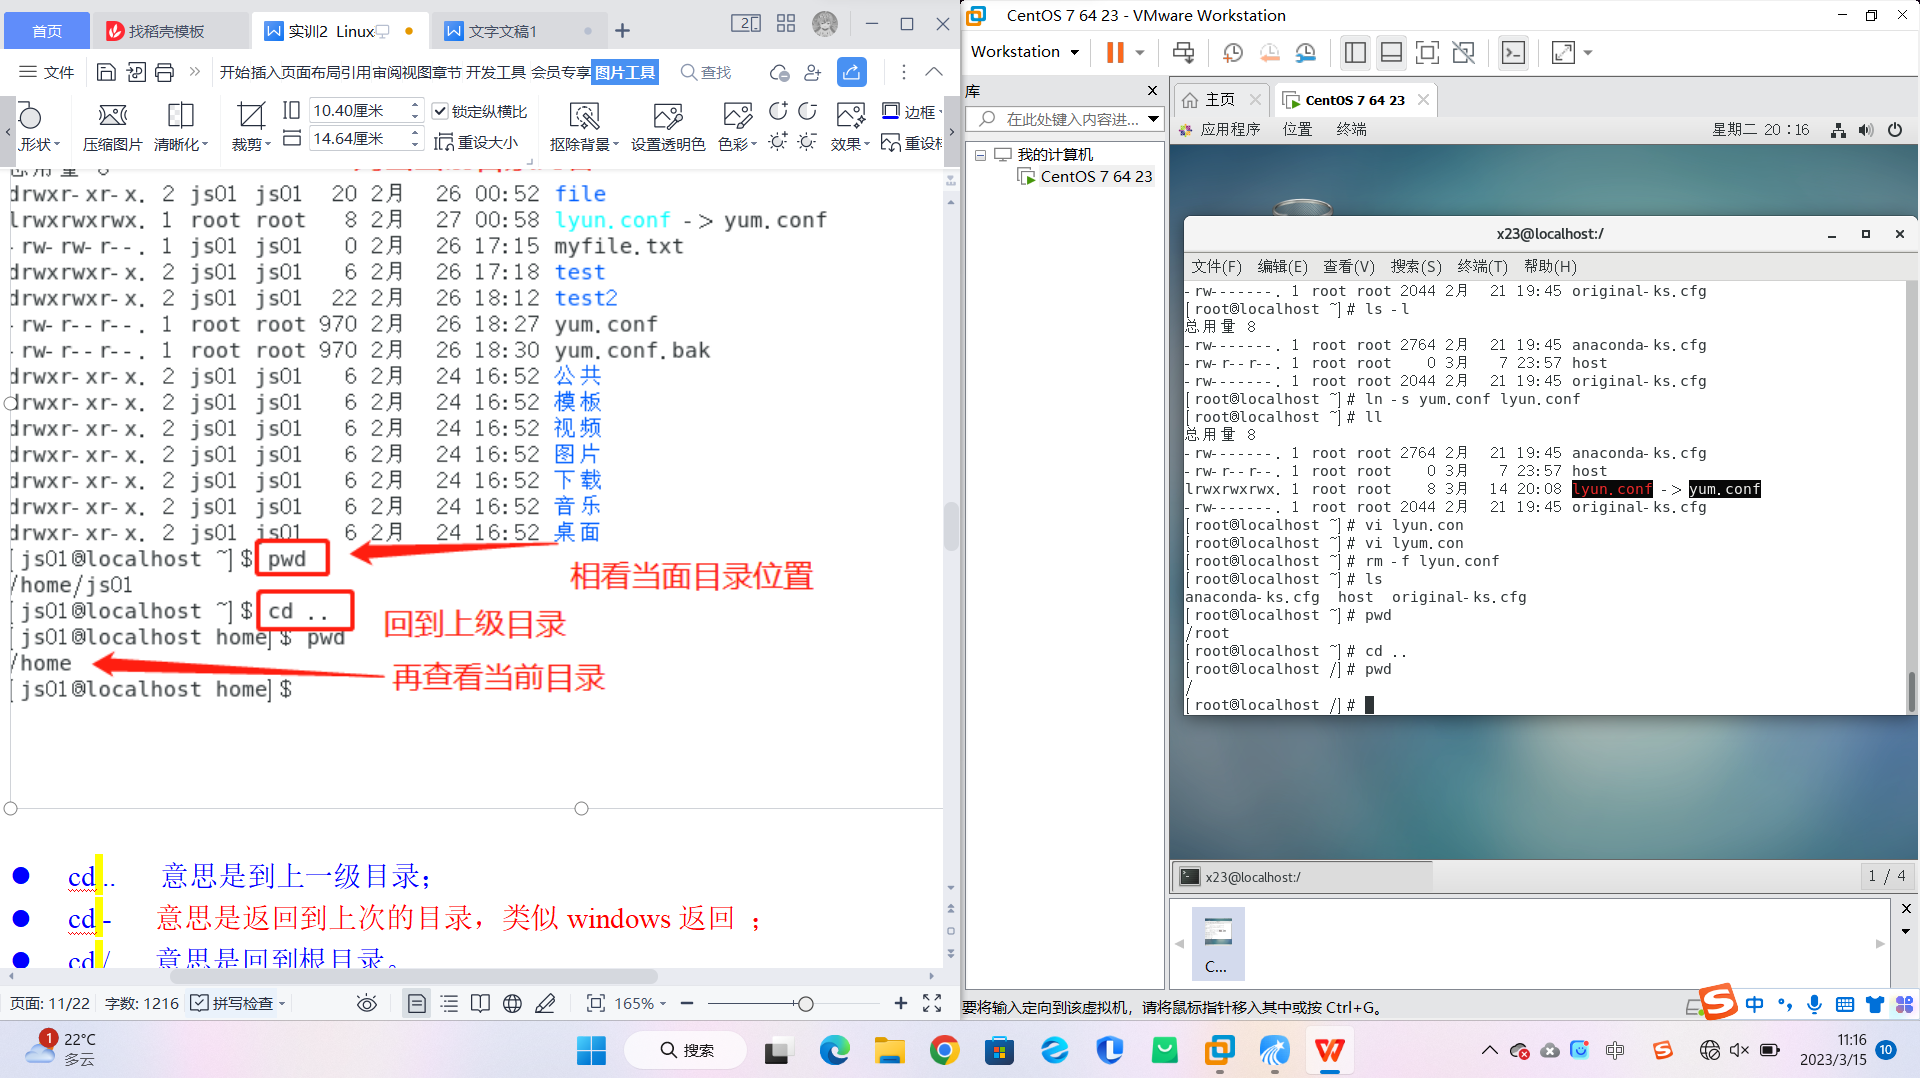 首页
找稻壳模板
实训2 Linux
文字文稿1
文件
开始 插入 页面布局 引用 审阅 视图 章节 开发工具 会员专享 图片工具
查找
形状
压缩图片
清晰化
裁剪
10.40厘米
14.64厘米
锁定纵横比
重设大小
抠除背景
设置透明色
色彩
效果
边框
drwxr-xr-x. 2 js01 js01 20 2月 26 00:52 file
lrwxrwxrwx. 1 root root 8 2月 27 00:58 lyun.conf -> yum.conf
-rw-rw-r--. 1 js01 js01 0 2月 26 17:15 myfile.txt
drwxrwxr-x. 2 js01 js01 6 2月 26 17:18 test
drwxrwxr-x. 2 js01 js01 22 2月 26 18:12 test2
-rw-r--r--. 1 root root 970 2月 26 18:27 yum.conf
-rw-r--r--. 1 root root 970 2月 26 18:30 yum.conf.bak
drwxr-xr-x. 2 js01 js01 6 2月 24 16:52 公共
drwxr-xr-x. 2 js01 js01 6 2月 24 16:52 模板
drwxr-xr-x. 2 js01 js01 6 2月 24 16:52 视频
drwxr-xr-x. 2 js01 js01 6 2月 24 16:52 图片
drwxr-xr-x. 2 js01 js01 6 2月 24 16:52 下载
drwxr-xr-x. 2 js01 js01 6 2月 24 16:52 音乐
drwxr-xr-x. 2 js01 js01 6 2月 24 16:52 桌面
[js01@localhost ~]$ pwd
相看当面目录位置
/home/js01
[js01@localhost ~]$ cd ..
回到上级目录
[js01@localhost home]$ pwd
/home
再查看当前目录
[js01@localhost home]$
cd .. 意思是到上一级目录；
cd - 意思是返回到上次的目录，类似 windows 返回 ；
cd / 意思是回到根目录。
页面: 11/22 字数: 1216 拼写检查 165%
CentOS 7 64 23 - VMware Workstation
Workstation
库
在此处键入内容进...
我的计算机
CentOS 7 64 23
主页
CentOS 7 64 23
应用程序 位置 终端
星期二 20：16
x23@localhost:/
文件(F) 编辑(E) 查看(V) 搜索(S) 终端(T) 帮助(H)
-rw-------. 1 root root 2044 2月 21 19:45 original-ks.cfg
[root@localhost ~]# ls -l
总用量 8
-rw-------. 1 root root 2764 2月 21 19:45 anaconda-ks.cfg
-rw-r--r--. 1 root root 0 3月 7 23:57 host
-rw-------. 1 root root 2044 2月 21 19:45 original-ks.cfg
[root@localhost ~]# ln -s yum.conf lyun.conf
[root@localhost ~]# ll
总用量 8
-rw-------. 1 root root 2764 2月 21 19:45 anaconda-ks.cfg
-rw-r--r--. 1 root root 0 3月 7 23:57 host
lrwxrwxrwx. 1 root root 8 3月 14 20:08 lyun.conf -> yum.conf
-rw-------. 1 root root 2044 2月 21 19:45 original-ks.cfg
[root@localhost ~]# vi lyun.con
[root@localhost ~]# vi lyum.con
[root@localhost ~]# rm -f lyun.conf
[root@localhost ~]# ls
anaconda-ks.cfg host original-ks.cfg
[root@localhost ~]# pwd
/root
[root@localhost ~]# cd ..
[root@localhost /]# pwd
/
[root@localhost /]#
x23@localhost:/
1 / 4
C...
要将输入定向到该虚拟机，请将鼠标指针移入其中或按 Ctrl+G。
中
1
22°C
多云
搜索
中
11:16
2023/3/15
10